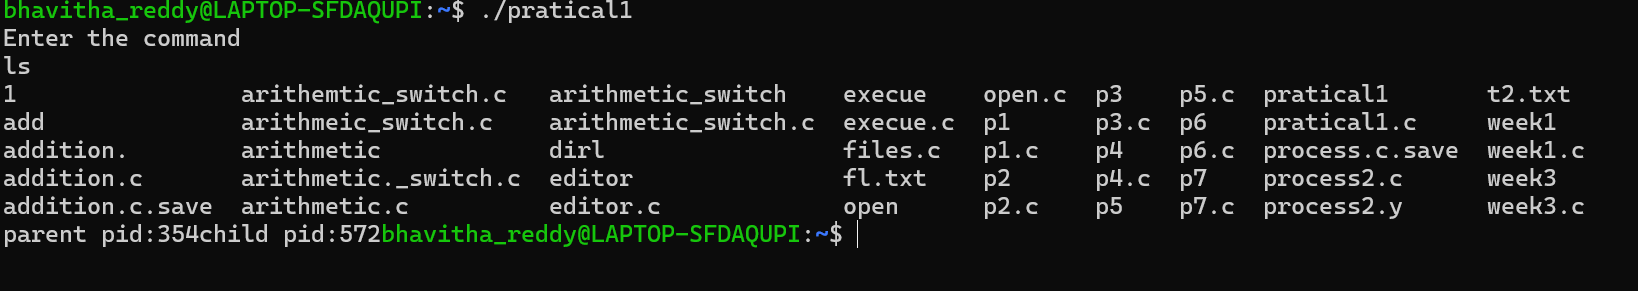 bhavitha_reddy@LAPTOP-SFDAQUPI:~$ ./pratical1
Enter the command
ls
1                arithemtic_switch.c   arithmetic_switch    execue    open.c  p3    p5.c  pratical1       t2.txt
add              arithmeic_switch.c    arithmetic_switch.c  execue.c  p1      p3.c  p6    pratical1.c     week1
addition.        arithmetic            dirl                 files.c   p1.c    p4    p6.c  process.c.save  week1.c
addition.c       arithmetic._switch.c  editor               fl.txt    p2      p4.c  p7    process2.c      week3
addition.c.save  arithmetic.c          editor.c             open      p2.c    p5    p7.c  process2.y      week3.c
parent pid:354child pid:572bhavitha_reddy@LAPTOP-SFDAQUPI:~$